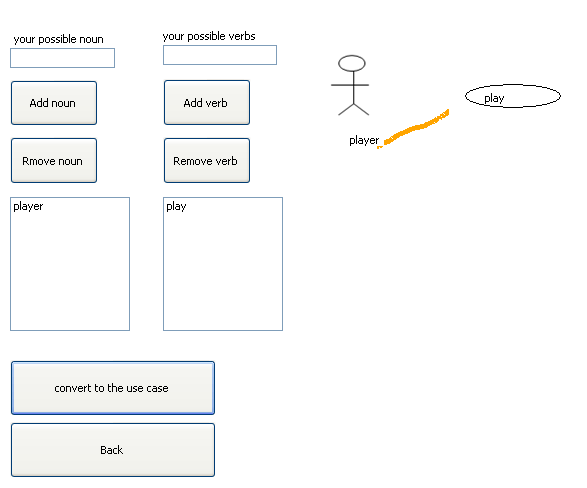 your possible noun
your possible verbs
Add noun
Add verb
Rmove noun
Remove verb
player
play
convert to the use case
Back
play
player